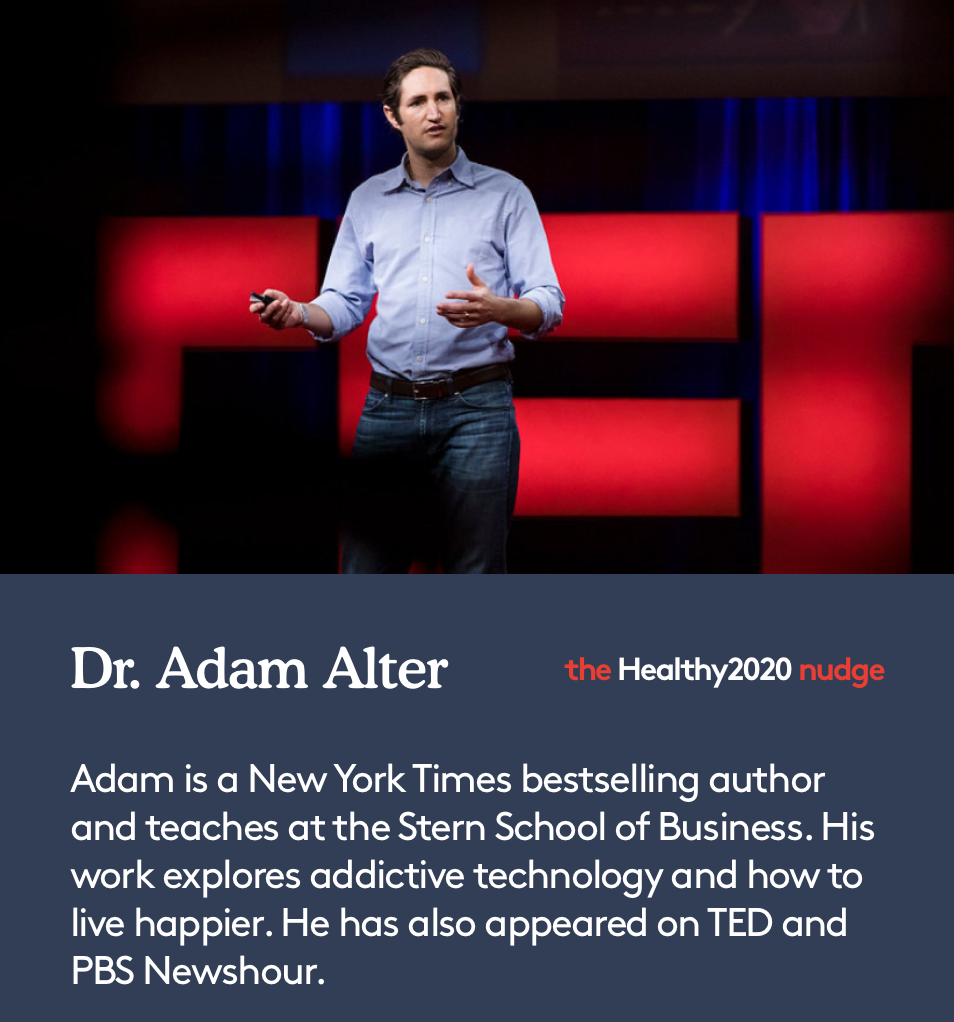 TED
Dr. Adam Alter
the Healthy2020 nudge
Adam is a New York Times bestselling author
and teaches at the Stern School of Business. His
work explores addictive technology and how to
live happier. He has also appeared on TED and
PBS Newshour.